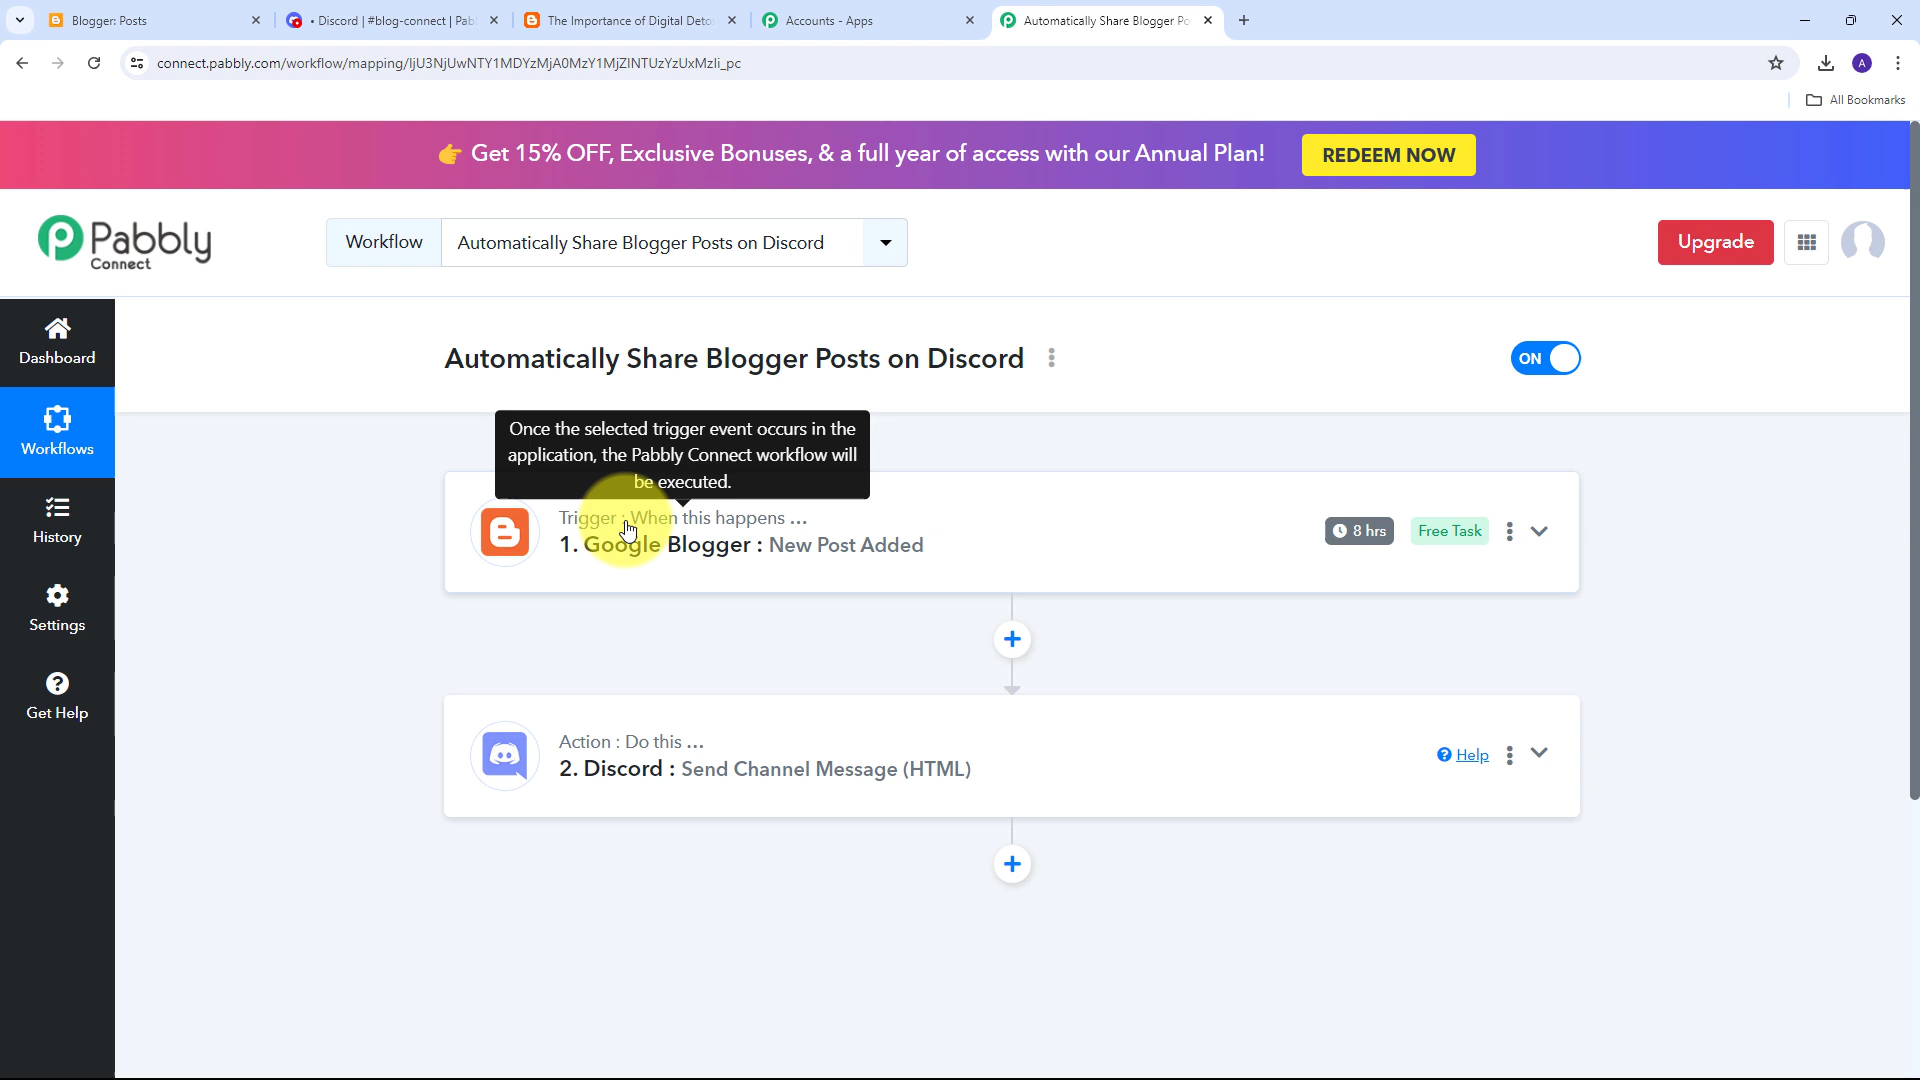 Blogger: Posts
• Discord | #blog-connect | Pab
The Importance of Digital Deto
Accounts - Apps
Automatically Share Blogger Po
connect.pabbly.com/workflow/mapping/
A
All Bookmarks
Get 15% OFF, Exclusive Bonuses, & a full year of access with our Annual Plan!
REDEEM NOW
Pabbly
Connect
Workflow
Automatically Share Blogger Posts on Discord
Upgrade
Dashboard
Workflows
History
Settings
Get Help
Automatically Share Blogger Posts on Discord
ON
Once the selected trigger event occurs in the
application, the Pabbly Connect workflow will
be executed.
Trigger : When this happens ...
1. Google Blogger : New Post Added
8 hrs
Free Task
Action : Do this ...
2. Discord : Send Channel Message (HTML)
Help